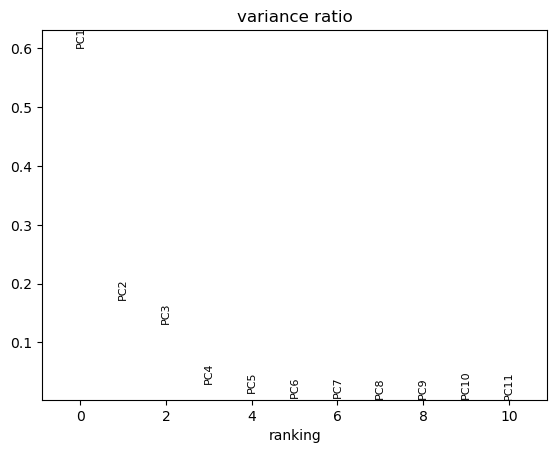 variance ratio
0.6
0.5
0.4
0.3
0.2
0.1
PC1
PC2
PC3
PC4
PC5
PC6
PC7
PC8
PC9
PC10
PC11
0 2 4 6 8 10
ranking